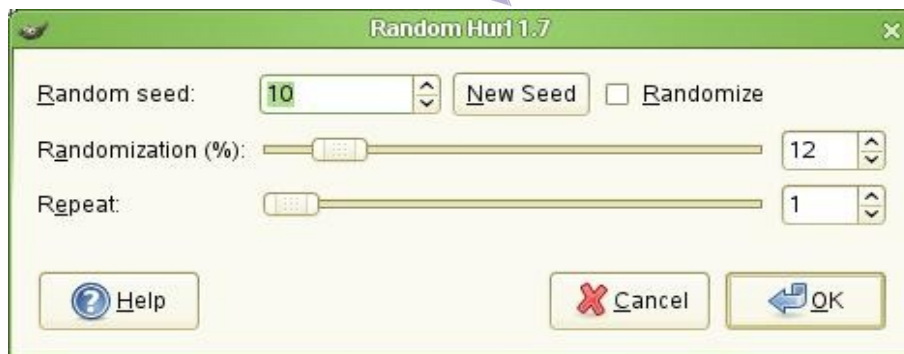 Random Hurl 1.7
Random seed: 10 New Seed Randomize
Randomization (%): 12
Repeat: 1
Help Cancel OK